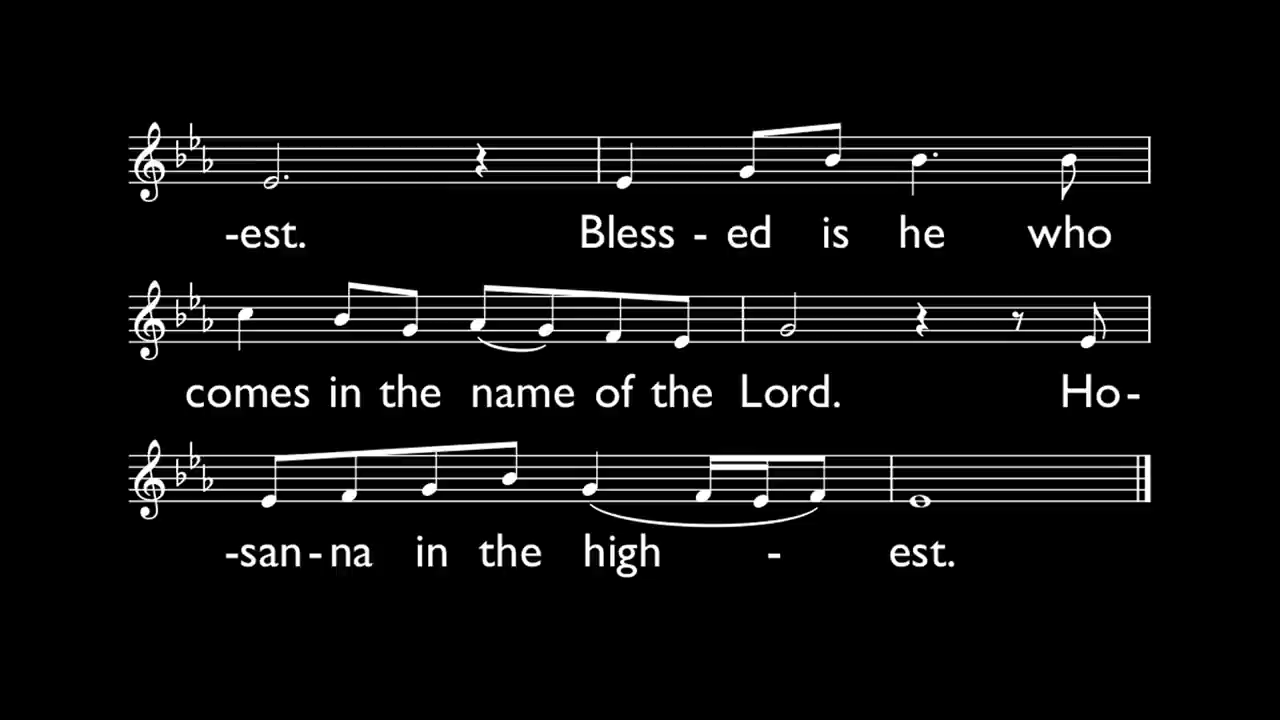 -est. Bless - ed is he who
comes in the name of the Lord. Ho-
-san-na in the high - est.